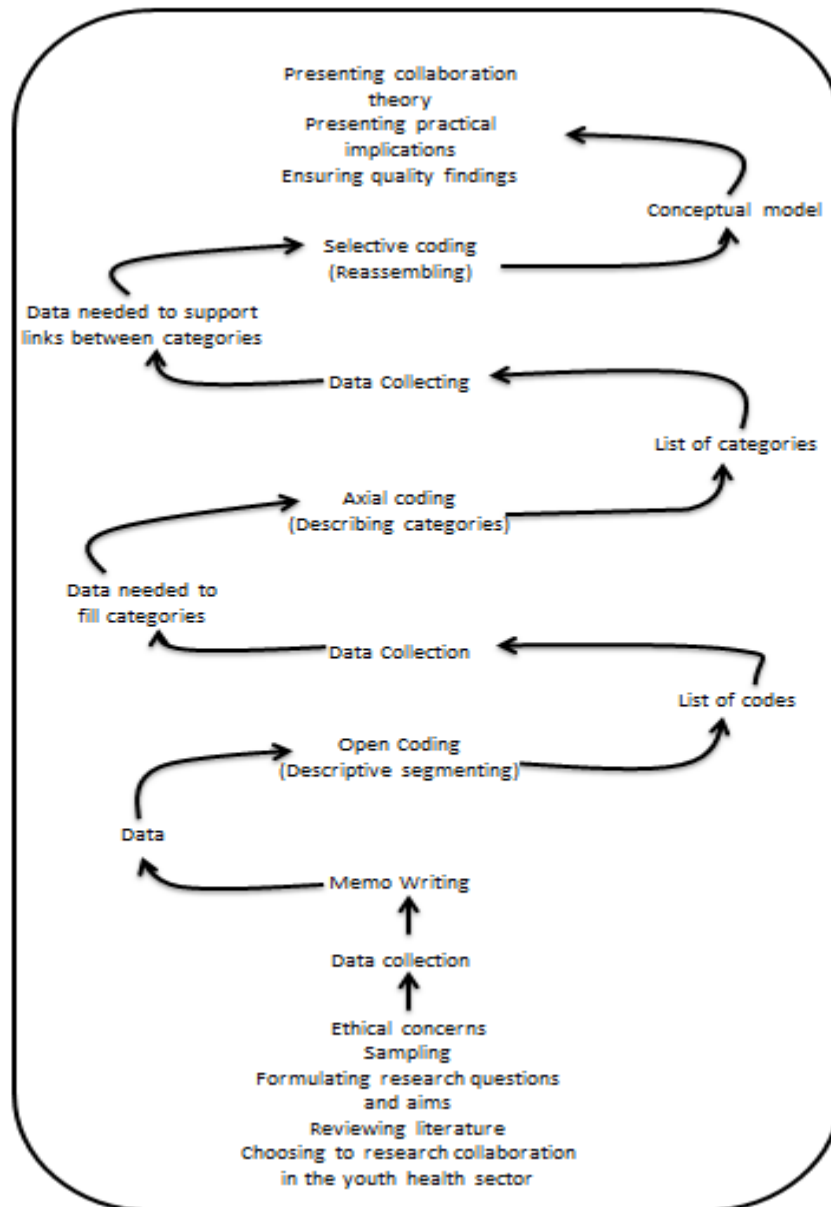 Presenting collaboration
theory
Presenting practical
implications
Ensuring quality findings
Conceptual model
Selective coding
(Reassembling)
Data needed to support
links between categories
Data Collecting
List of categories
Axial coding
(Describing categories)
Data needed to
fill categories
Data Collection
List of codes
Open Coding
(Descriptive segmenting)
Data
Memo Writing
Data collection
Ethical concerns
Sampling
Formulating research questions
and aims
Reviewing literature
Choosing to research collaboration
in the youth health sector